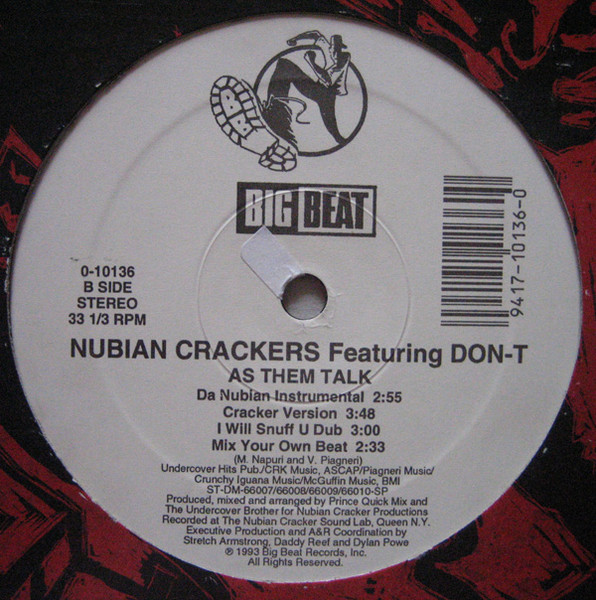 BIG BEAT
0-10136
B SIDE
STEREO
33 1/3 RPM
9417-10136-0
NUBIAN CRACKERS Featuring DON-T
AS THEM TALK
Da Nubian Instrumental 2:55
Cracker Version 3:48
I Will Snuff U Dub 3:00
Mix Your Own Beat 2:33
(M. Napuri and V. Piagneri)
Undercover Hits Pub./CRK Music, ASCAP/Piagneri Music/
Crunchy Iguana Music/McGuffin Music, BMI
ST-DM-66007/66008/66009/66010-SP
Produced, mixed and arranged by Prince Quick Mix and
The Undercover Brother for Nubian Cracker Productions
Recorded at The Nubian Cracker Sound Lab, Queen N.Y.
Executive Production and A&R Coordination by
Stretch Armstrong, Daddy Reef and Dylan Powe
℗ 1993 Big Beat Records, Inc.
All Rights Reserved.